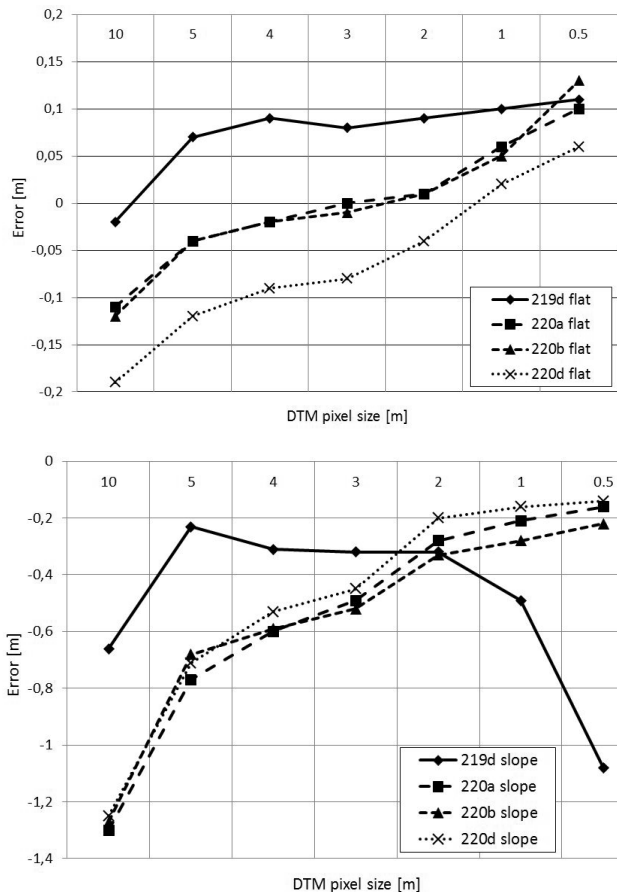 0,2
10 5 4 3 2 1 0.5
0,15
0,1
0,05
0
-0,05
-0,1
-0,15
-0,2
Error [m]
219d flat
220a flat
220b flat
220d flat
DTM pixel size [m]
0
10 5 4 3 2 1 0.5
-0,2
-0,4
-0,6
-0,8
-1
-1,2
-1,4
Error [m]
219d slope
220a slope
220b slope
220d slope
DTM pixel size [m]